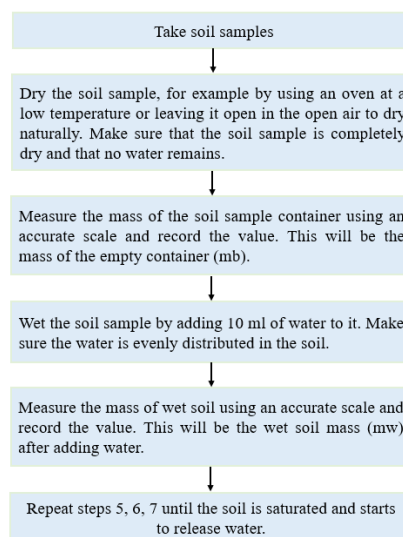 Take soil samples
Dry the soil sample, for example by using an oven at a
low temperature or leaving it open in the open air to dry
naturally. Make sure that the soil sample is completely
dry and that no water remains.
Measure the mass of the soil sample container using an
accurate scale and record the value. This will be the
mass of the empty container (mb).
Wet the soil sample by adding 10 ml of water to it. Make
sure the water is evenly distributed in the soil.
Measure the mass of wet soil using an accurate scale and
record the value. This will be the wet soil mass (mw)
after adding water.
Repeat steps 5, 6, 7 until the soil is saturated and starts
to release water.